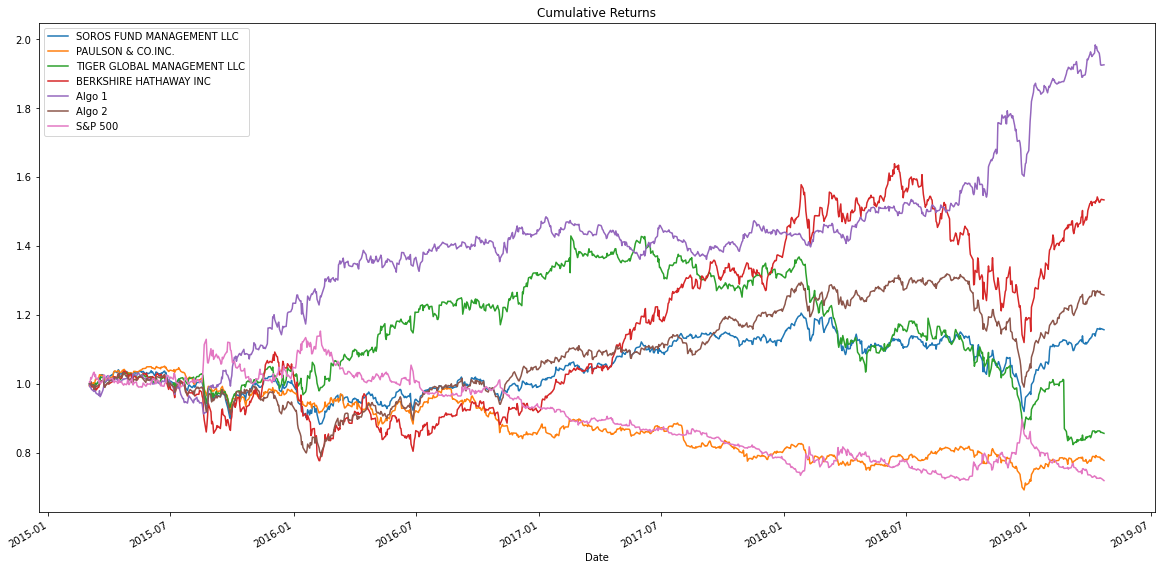 Cumulative Returns
SOROS FUND MANAGEMENT LLC
PAULSON & CO.INC.
TIGER GLOBAL MANAGEMENT LLC
BERKSHIRE HATHAWAY INC
Algo 1
Algo 2
S&P 500
2.0
1.8
1.6
1.4
1.2
1.0
0.8
2015-01 2015-07 2016-01 2016-07 2017-01 2017-07 2018-01 2018-07 2019-01 2019-07
Date